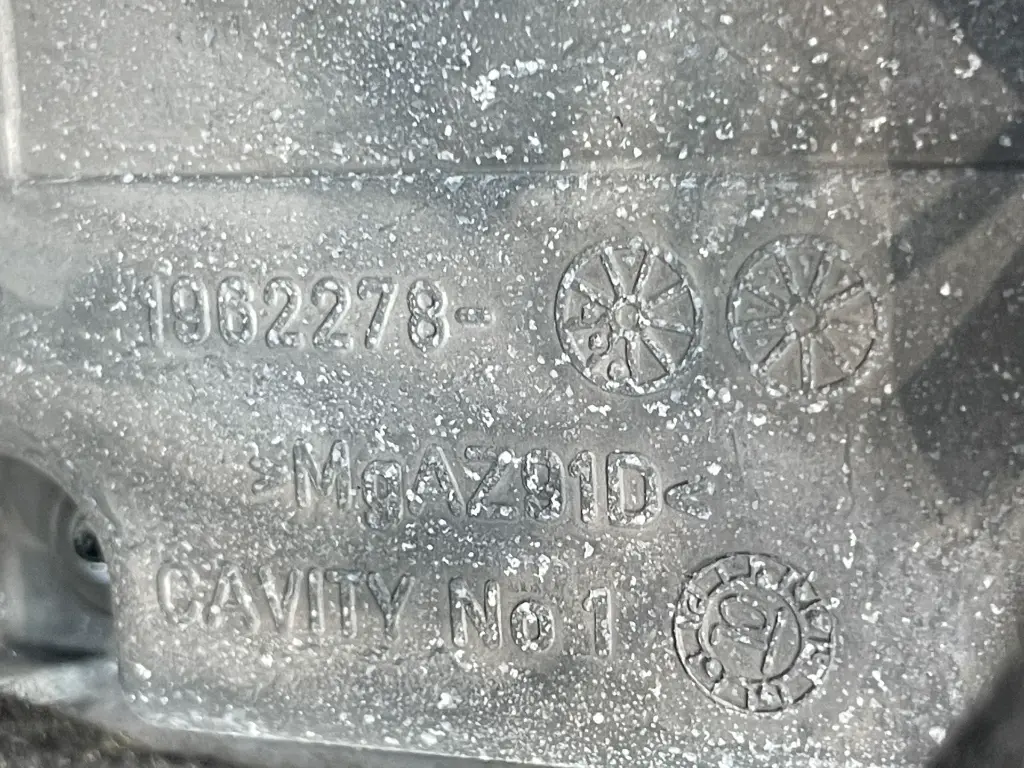 1962278-
>MgAZ91D<
CAVITY No 1